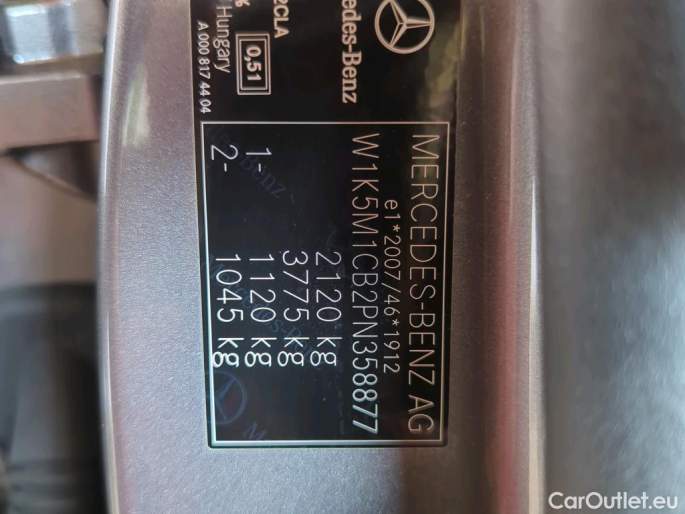 Mercedes-Benz
2CLA
Hungary
0,51
A 000 817 44 04
MERCEDES-BENZ AG
e1*2007/46*1912
W1K5M1CB2PN358877
2120 kg
3775 kg
1- 1120 kg
2- 1045 kg
CarOutlet.eu